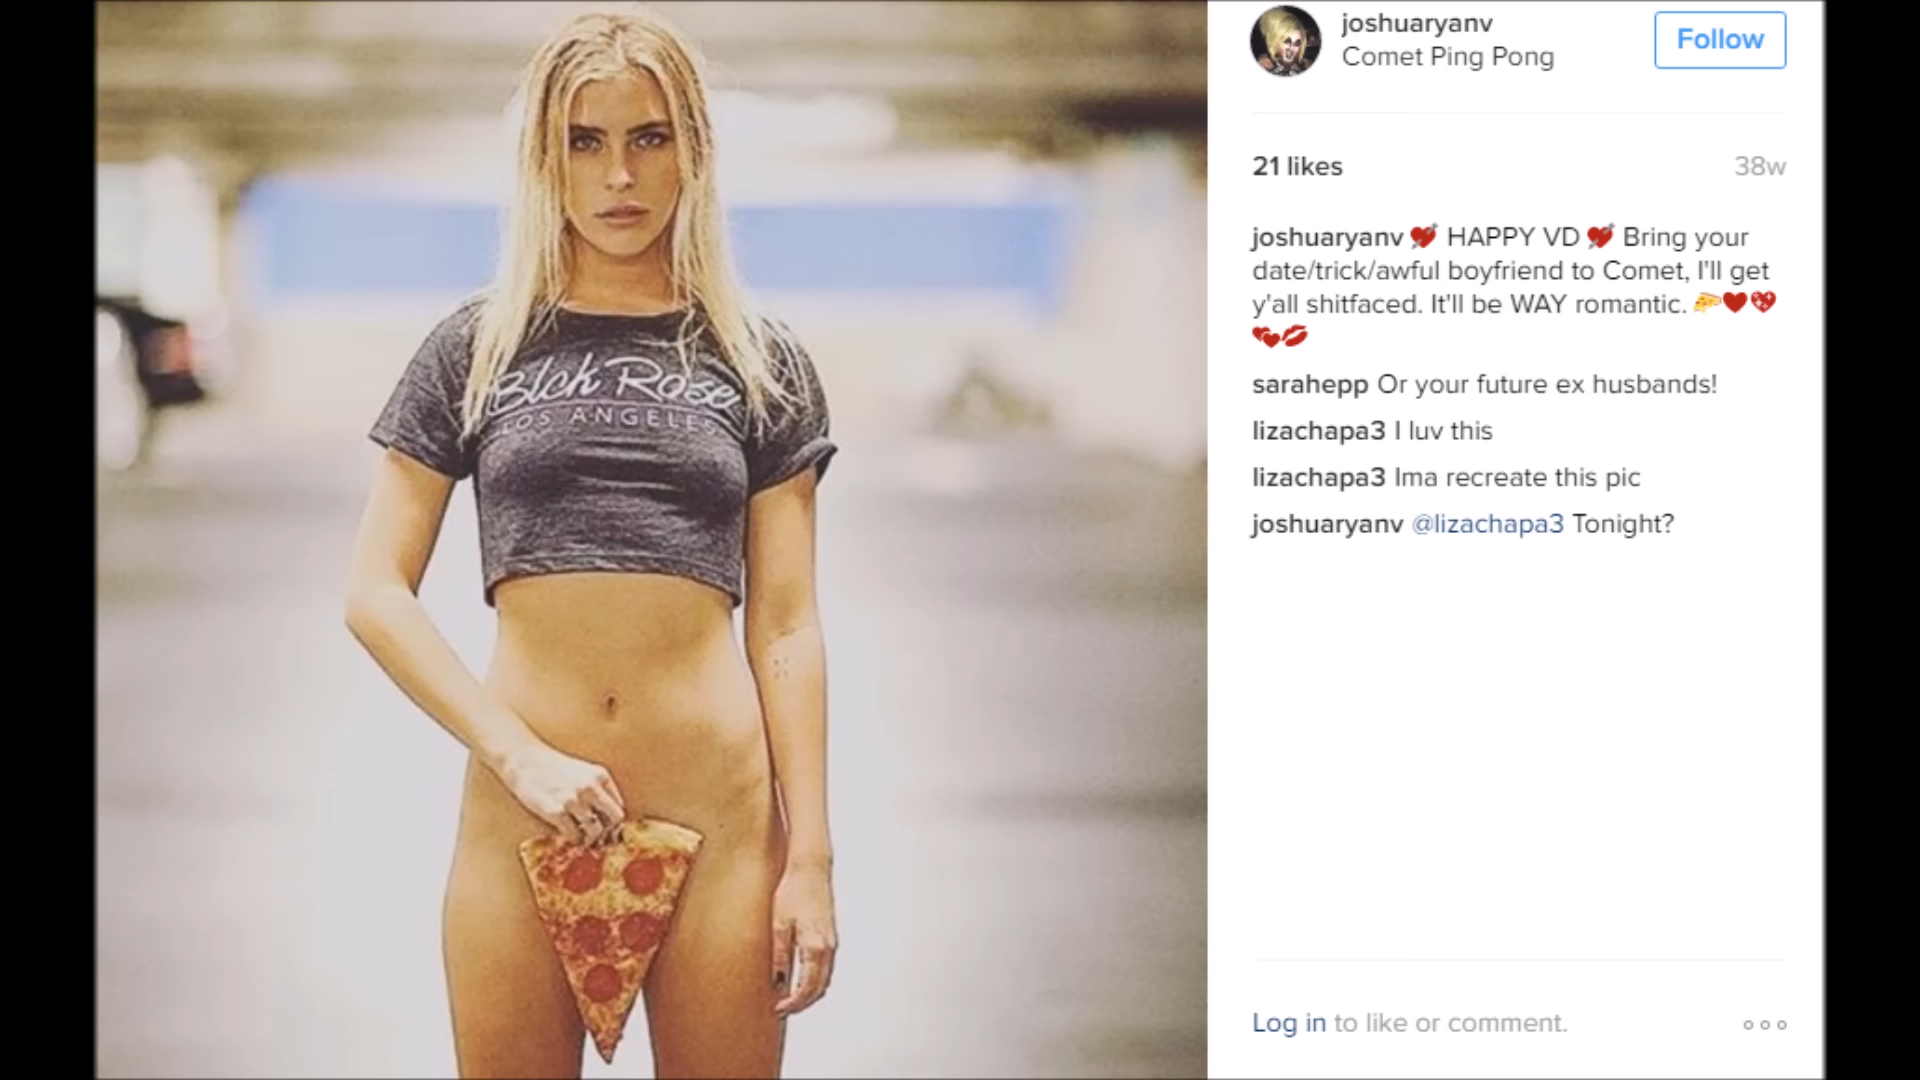 Blck Rose
LOS ANGELES
joshuaryanv
Comet Ping Pong
Follow
21 likes
38w
joshuaryanv 💘 HAPPY VD 💘 Bring your
date/trick/awful boyfriend to Comet, I'll get
y'all shitfaced. It'll be WAY romantic. 🍕❤️💖
💕💋
sarahepp Or your future ex husbands!
lizachapa3 I luv this
lizachapa3 Ima recreate this pic
joshuaryanv @lizachapa3 Tonight?
Log in to like or comment.